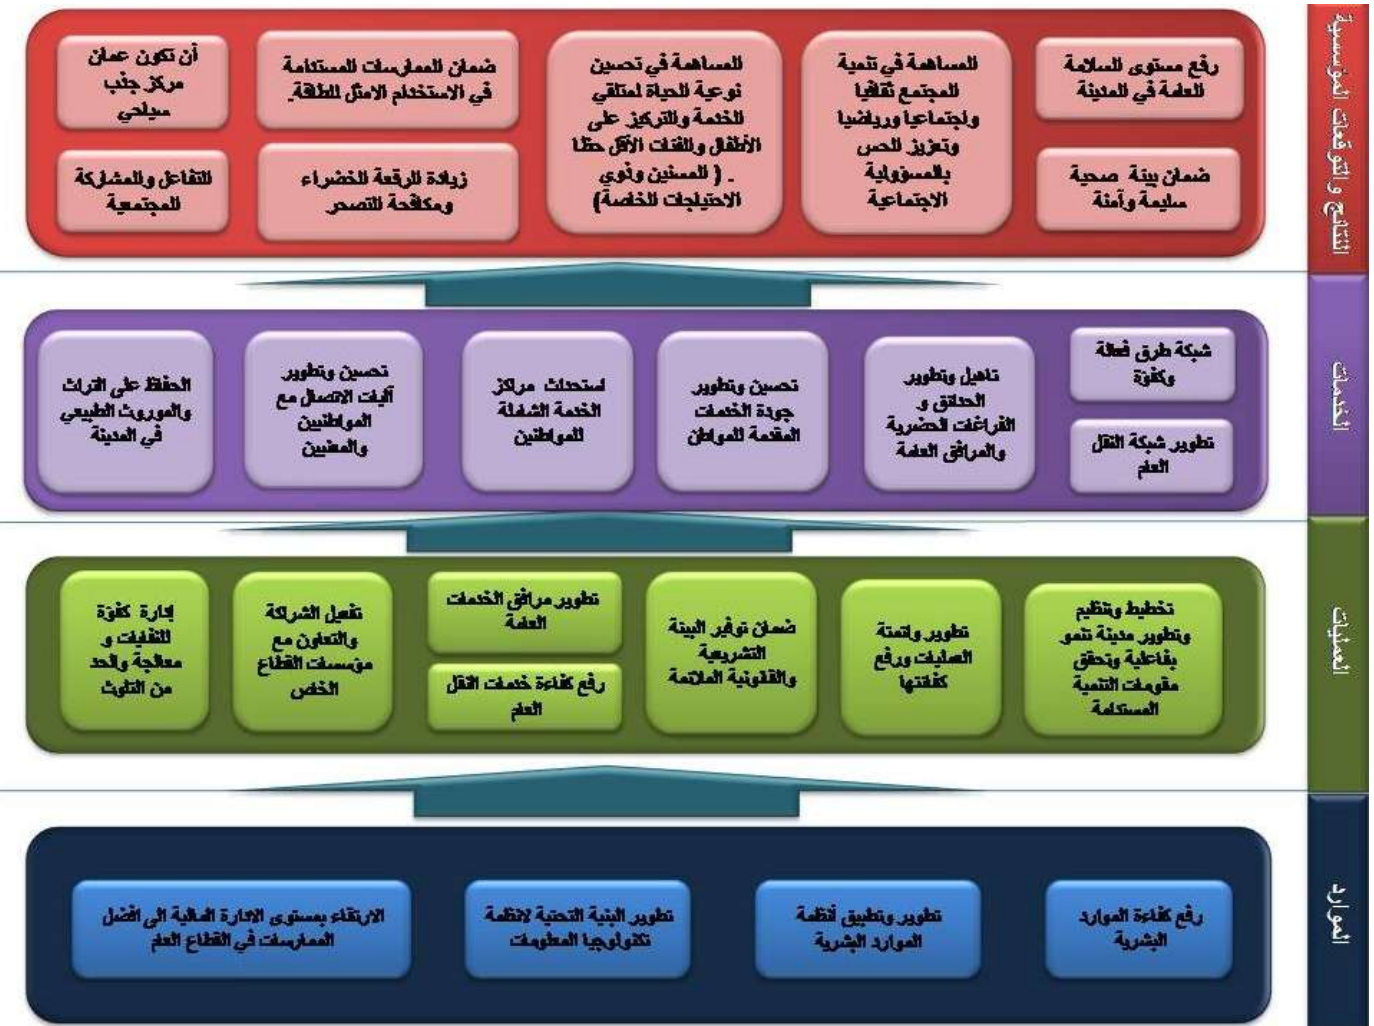 النتائج والتوقعات المؤسسية
رفع مستوى السلامة
العامة في المدينة
ضمان بيئة صحية
سليمة وآمنة
المساهمة في تنمية
المجتمع ثقافيا
واجتماعيا ورياضيا
وتعزيز الحس
بالمسؤولية
الاجتماعية
المساهمة في تحسين
نوعية الحياة لمتلقي
الخدمة والتركيز على
الأطفال والفئات الأقل حظا
. ( المسنين وذوي
الاحتياجات الخاصة)
ضمان الممارسات المستدامة
في الاستخدام الامثل للطاقة.
زيادة الرقعة الخضراء
ومكافحة التصحر
أن تكون عمان
مركز جذب
سياحي
التفاعل والمشاركة
المجتمعية
الخدمات
شبكة طرق فعالة
وكفؤة
تطوير شبكة النقل
العام
تاهيل وتطوير
الحدائق و
الفراغات الحضرية
والمرافق العامة
تحسين وتطوير
جودة الخدمات
المقدمة للمواطن
استحداث مراكز
الخدمة الشاملة
للمواطنين
تحسين وتطوير
آليات الاتصال مع
المواطنيين
والمعنيين
الحفاظ على التراث
والموروث الطبيعي
في المدينة
العمليات
تخطيط وتنظيم
وتطوير مدينة تنمو
بفاعلية وتحقق
مقومات التنمية
المستدامة
تطوير واتمتة
العمليات ورفع
كفائتها
ضمان توفير البيئة
التشريعية
والقانونية الملائمة
تطوير مرافق الخدمات
العامة
رفع كفاءة خدمات النقل
العام
تفعيل الشراكة
والتعاون مع
مؤسسات القطاع
الخاص
إدارة كفؤة
للنفايات و
معالجة والحد
من التلوث
الموارد
رفع كفاءة الموارد
البشرية
تطوير وتطبيق أنظمة
الموارد البشرية
تطوير البنية التحتية لانظمة
تكنولوجيا المعلومات
الارتقاء بمستوى الادارة المالية الى افضل
الممارسات في القطاع العام